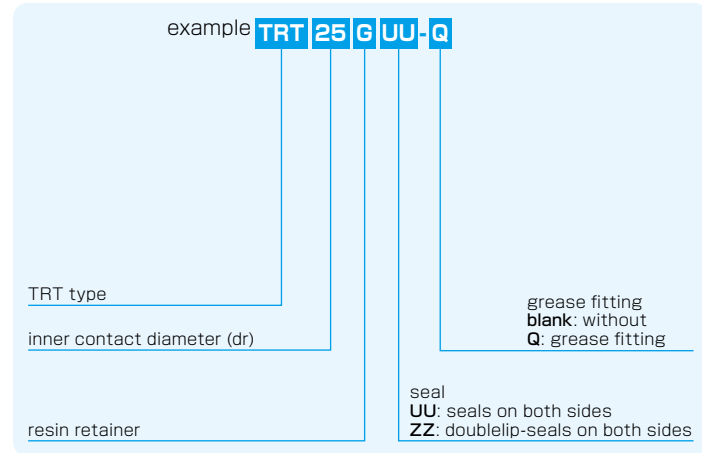 example TRT 25 G UU-Q
TRT type
inner contact diameter (dr)
resin retainer
grease fitting
blank: without
Q: grease fitting
seal
UU: seals on both sides
ZZ: doublelip-seals on both sides